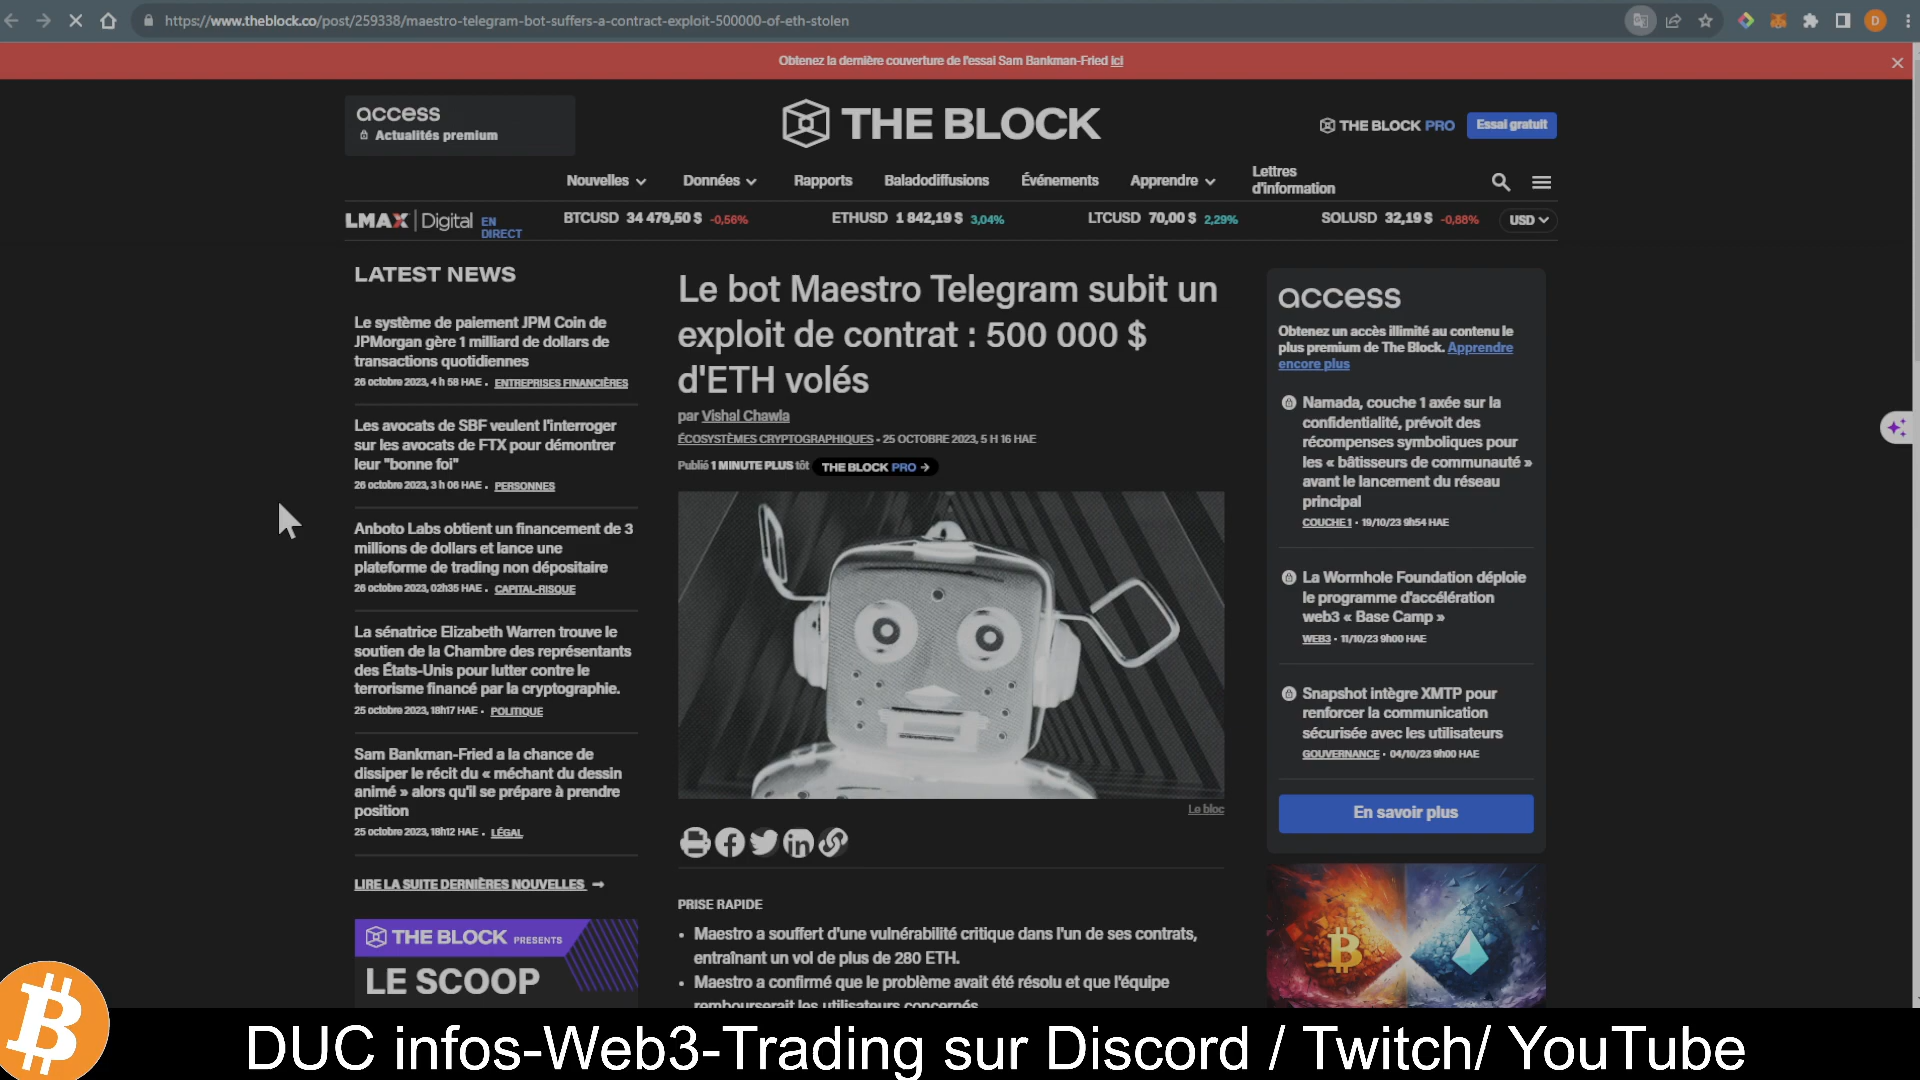 https://www.theblock.co/post/259338/maestro-telegram-bot-suffers-a-contract-exploit-500000-of-eth-stolen
D
Obtenez la dernière couverture de l'essai Sam Bankman-Fried ici
access
Actualités premium
THE BLOCK
THE BLOCK PRO
Essai gratuit
Nouvelles
Données
Rapports
Baladodiffusions
Événements
Apprendre
Lettres
d'information
LMAX Digital
EN
DIRECT
BTCUSD 34 479,50 $ -0,56%
ETHUSD 1 842,19 $ 3,04%
LTCUSD 70,00 $ 2,29%
SOLUSD 32,19 $ -0,88%
USD
LATEST NEWS
Le système de paiement JPM Coin de
JPMorgan gère 1 milliard de dollars de
transactions quotidiennes
26 octobre 2023, 4 h 58 HAE • ENTREPRISES FINANCIÈRES
Les avocats de SBF veulent l'interroger
sur les avocats de FTX pour démontrer
leur "bonne foi"
26 octobre 2023, 3 h 06 HAE • PERSONNES
Anboto Labs obtient un financement de 3
millions de dollars et lance une
plateforme de trading non dépositaire
26 octobre 2023, 02h35 HAE • CAPITAL-RISQUE
La sénatrice Elizabeth Warren trouve le
soutien de la Chambre des représentants
des États-Unis pour lutter contre le
terrorisme financé par la cryptographie.
25 octobre 2023, 18h17 HAE • POLITIQUE
Sam Bankman-Fried a la chance de
dissiper le récit du « méchant du dessin
animé » alors qu'il se prépare à prendre
position
25 octobre 2023, 18h12 HAE • LÉGAL
LIRE LA SUITE DERNIÈRES NOUVELLES →
THE BLOCK PRESENTS
LE SCOOP
Le bot Maestro Telegram subit un
exploit de contrat : 500 000 $
d'ETH volés
par Vishal Chawla
ÉCOSYSTÈMES CRYPTOGRAPHIQUES • 25 OCTOBRE 2023, 5 H 16 HAE
Publié 1 MINUTE PLUS tôt THE BLOCK PRO →
Le bloc
PRISE RAPIDE
• Maestro a souffert d'une vulnérabilité critique dans l'un de ses contrats,
entraînant un vol de plus de 280 ETH.
• Maestro a confirmé que le problème avait été résolu et que l'équipe
rembourserait les utilisateurs concernés.
access
Obtenez un accès illimité au contenu le
plus premium de The Block. Apprendre
encore plus
Namada, couche 1 axée sur la
confidentialité, prévoit des
récompenses symboliques pour
les « bâtisseurs de communauté »
avant le lancement du réseau
principal
COUCHE 1 • 19/10/23 9h54 HAE
La Wormhole Foundation déploie
le programme d'accélération
web3 « Base Camp »
WEB3 • 11/10/23 9h00 HAE
Snapshot intègre XMTP pour
renforcer la communication
sécurisée avec les utilisateurs
GOUVERNANCE • 04/10/23 9h00 HAE
En savoir plus
DUC infos-Web3-Trading sur Discord / Twitch/ YouTube